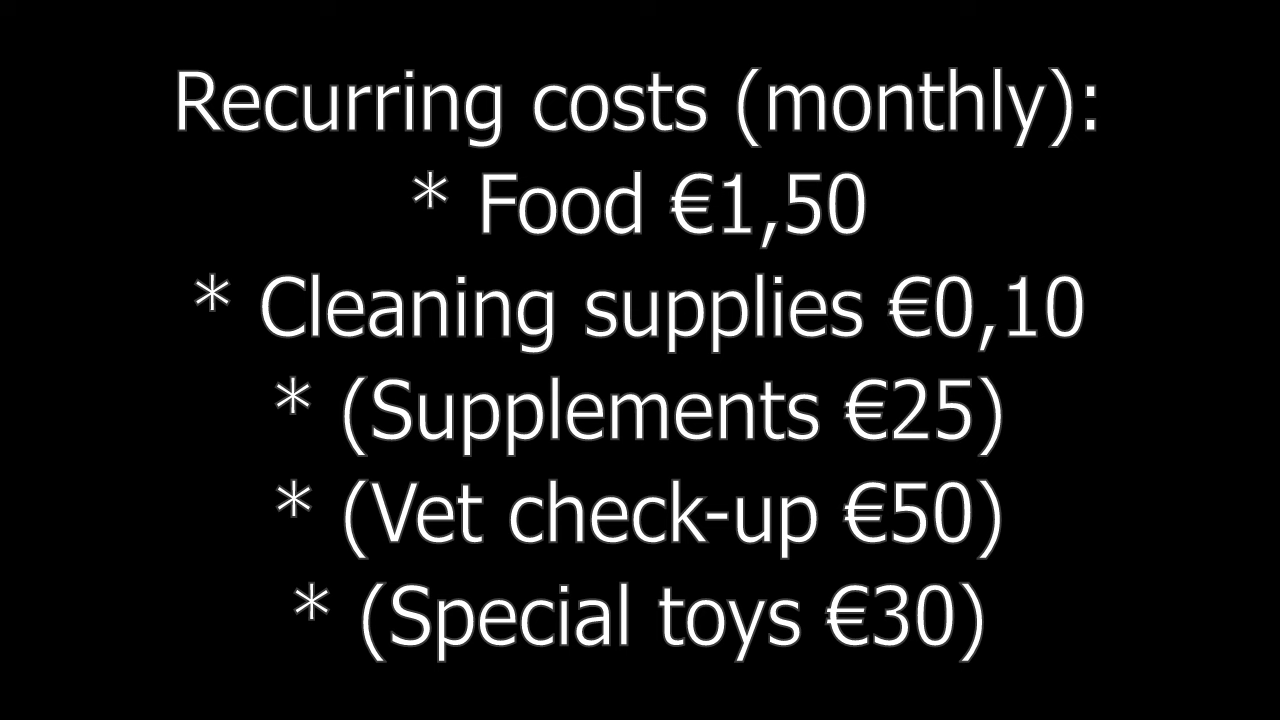 Recurring costs (monthly):
* Food €1,50
* Cleaning supplies €0,10
* (Supplements €25)
* (Vet check-up €50)
* (Special toys €30)